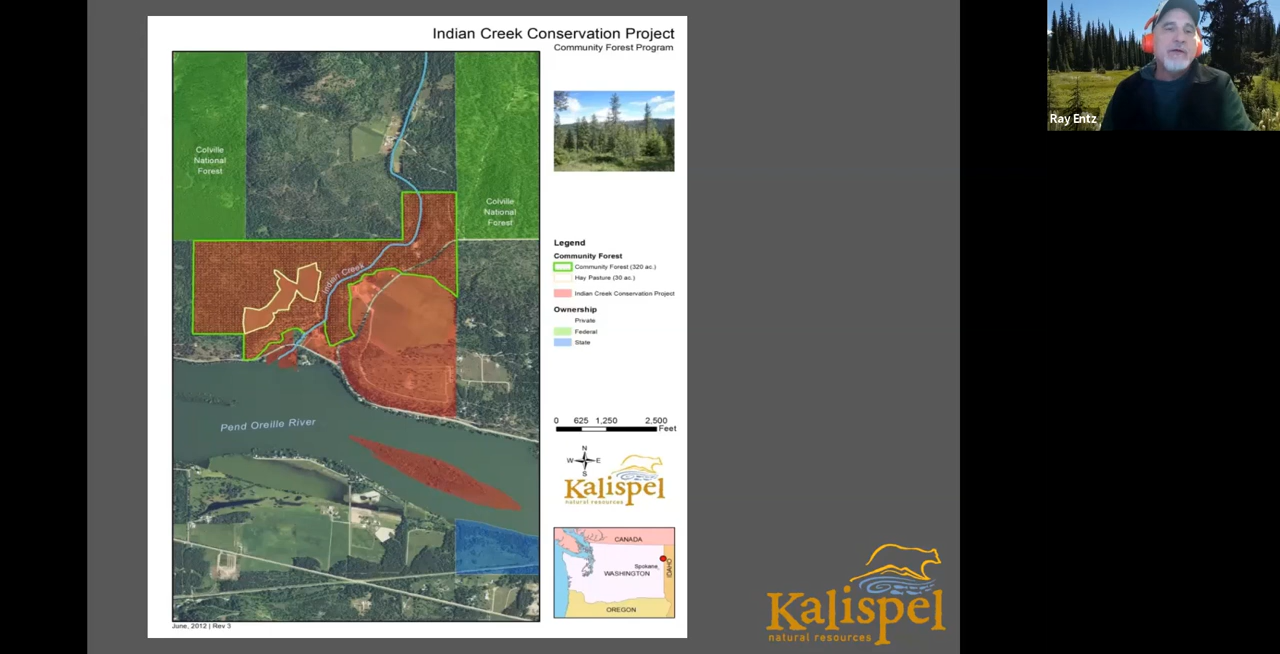 Indian Creek Conservation Project
Community Forest Program
Colville
National
Forest
Colville
National
Forest
Indian Creek
Pend Oreille River
Legend
Community Forest
Community Forest (320 ac.)
Hay Pasture (30 ac.)
Indian Creek Conservation Project
Ownership
Private
Federal
State
0 625 1,250 2,500
Feet
N
W E
S
Kalispel
natural resources
CANADA
Spokane
WASHINGTON
IDAHO
OREGON
June, 2012 | Rev 3
Kalispel
natural resources
Ray Entz